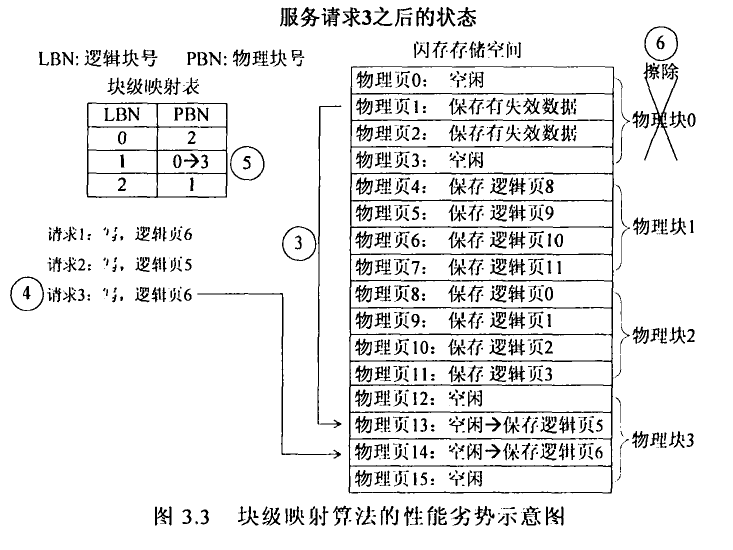 服务请求3之后的状态
LBN: 逻辑块号 PBN: 物理块号
块级映射表
LBN PBN
0 2
1 0→3
2 1
⑤
请求1: 写, 逻辑页6
请求2: 写, 逻辑页5
④ 请求3: 写, 逻辑页6
③
闪存存储空间
物理页0: 空闲
物理页1: 保存有失效数据
物理页2: 保存有失效数据
物理页3: 空闲
物理页4: 保存 逻辑页8
物理页5: 保存 逻辑页9
物理页6: 保存 逻辑页10
物理页7: 保存 逻辑页11
物理页8: 保存 逻辑页0
物理页9: 保存 逻辑页1
物理页10: 保存 逻辑页2
物理页11: 保存 逻辑页3
物理页12: 空闲
物理页13: 空闲→保存逻辑页5
物理页14: 空闲→保存逻辑页6
物理页15: 空闲
⑥
擦除
物理块0
物理块1
物理块2
物理块3
图 3.3 块级映射算法的性能劣势示意图